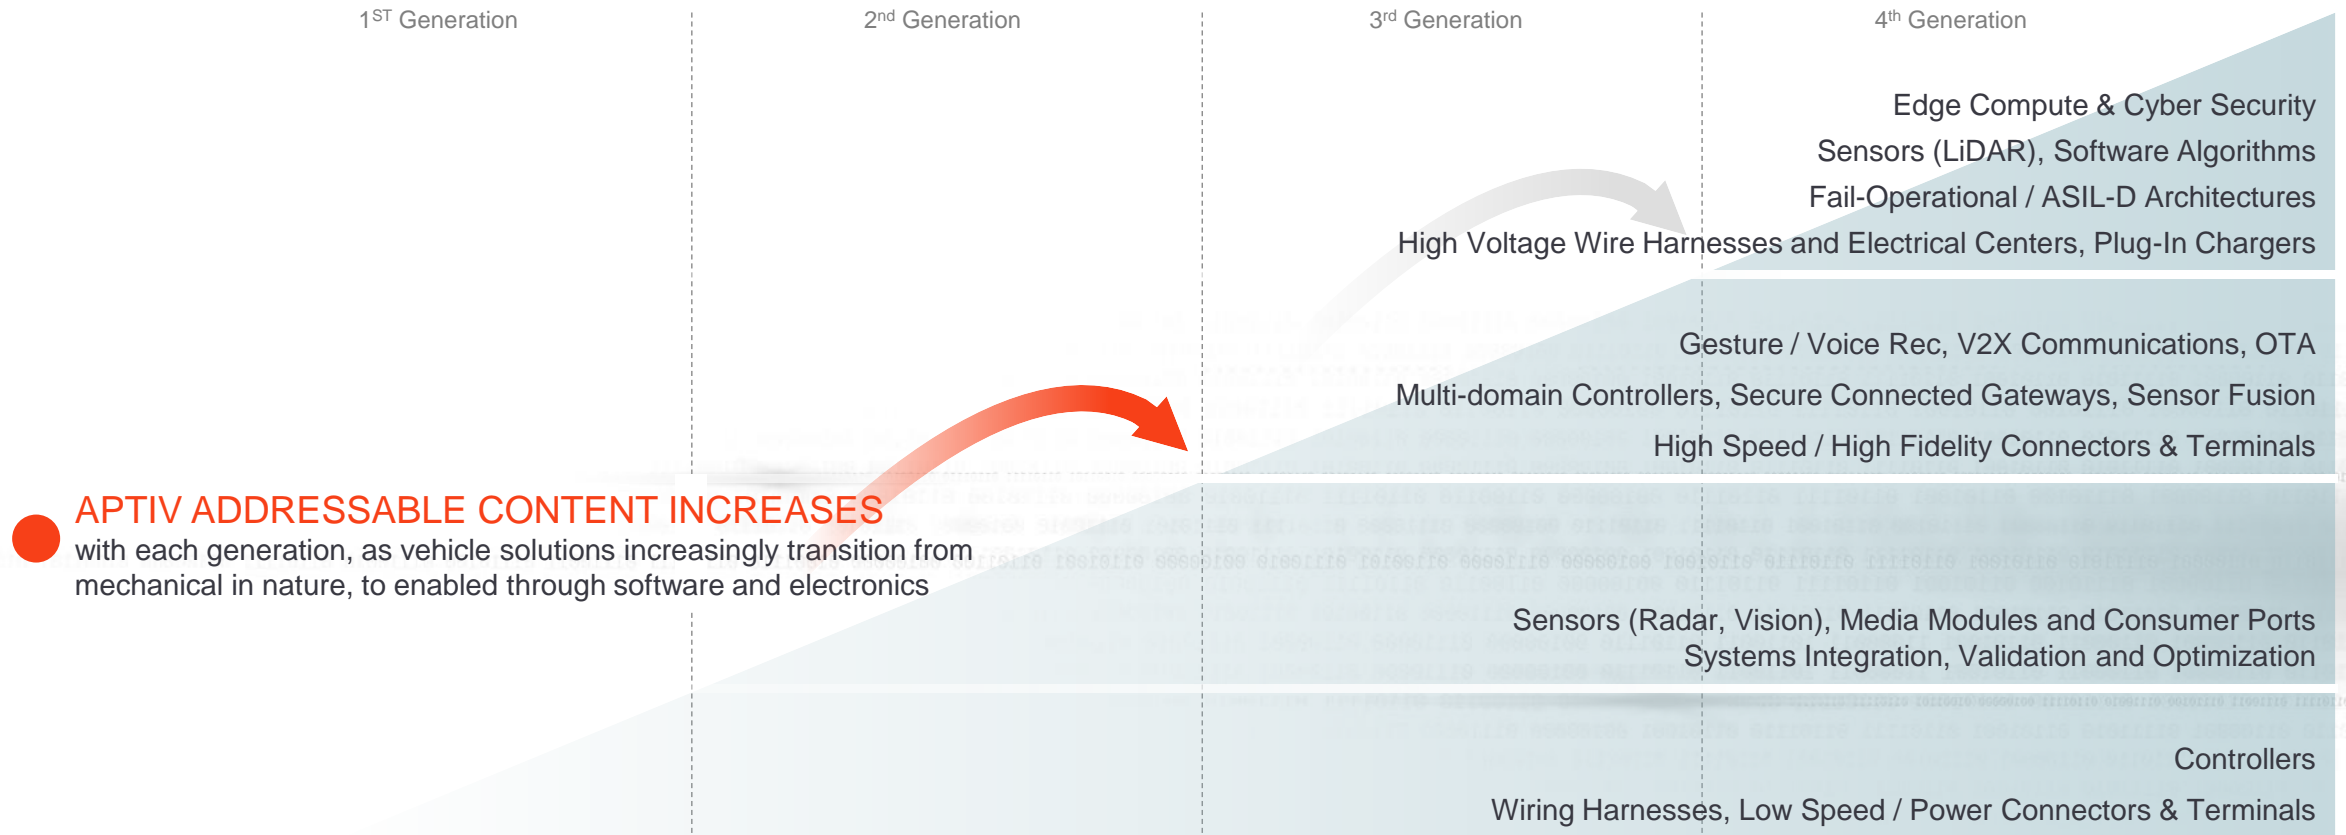 1ST Generation
2nd Generation
3rd Generation
4th Generation
Edge Compute & Cyber Security
Sensors (LiDAR), Software Algorithms
Fail-Operational / ASIL-D Architectures
High Voltage Wire Harnesses and Electrical Centers, Plug-In Chargers
Gesture / Voice Rec, V2X Communications, OTA
Multi-domain Controllers, Secure Connected Gateways, Sensor Fusion
High Speed / High Fidelity Connectors & Terminals
APTIV ADDRESSABLE CONTENT INCREASES
with each generation, as vehicle solutions increasingly transition from
mechanical in nature, to enabled through software and electronics
Sensors (Radar, Vision), Media Modules and Consumer Ports
Systems Integration, Validation and Optimization
Controllers
Wiring Harnesses, Low Speed / Power Connectors & Terminals